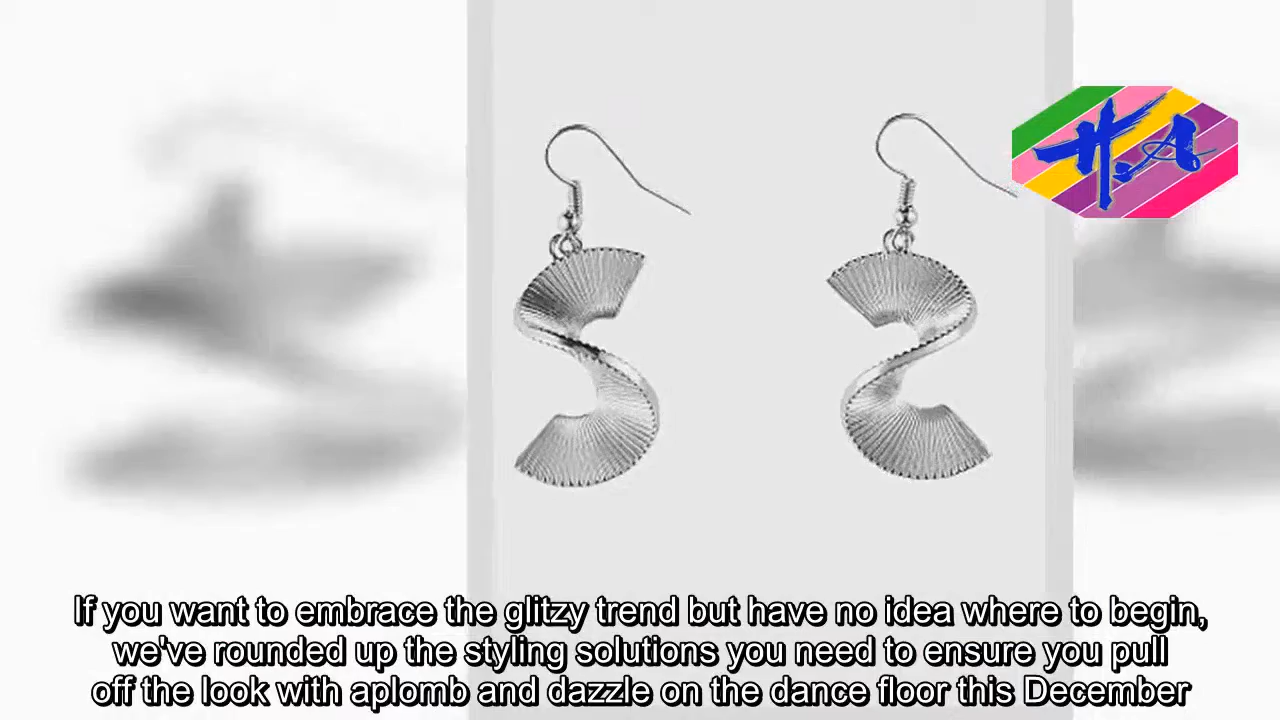 H.A
If you want to embrace the glitzy trend but have no idea where to begin,
we've rounded up the styling solutions you need to ensure you pull
off the look with aplomb and dazzle on the dance floor this December